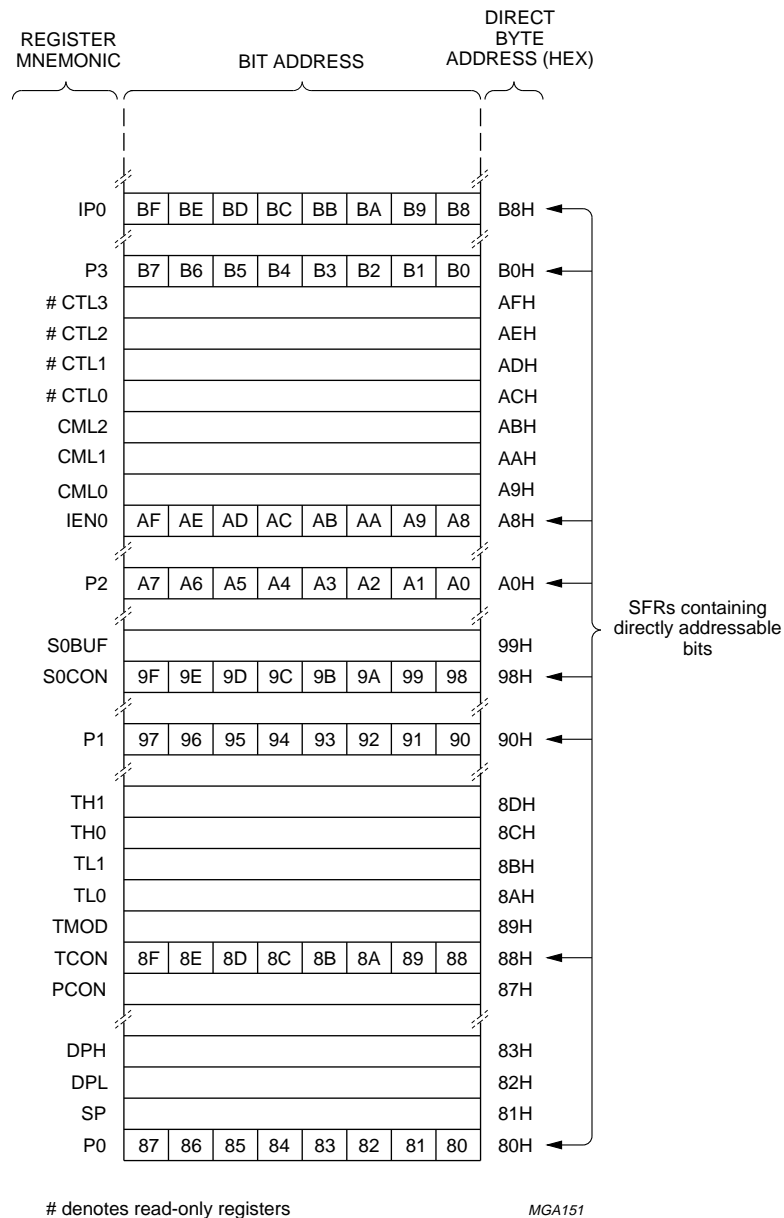 REGISTER
MNEMONIC
BIT ADDRESS
DIRECT
BYTE
ADDRESS (HEX)
IP0 BF BE BD BC BB BA B9 B8 B8H
P3 B7 B6 B5 B4 B3 B2 B1 B0 B0H
# CTL3 AFH
# CTL2 AEH
# CTL1 ADH
# CTL0 ACH
CML2 ABH
CML1 AAH
CML0 A9H
IEN0 AF AE AD AC AB AA A9 A8 A8H
P2 A7 A6 A5 A4 A3 A2 A1 A0 A0H
SFRs containing
directly addressable
bits
S0BUF 99H
S0CON 9F 9E 9D 9C 9B 9A 99 98 98H
P1 97 96 95 94 93 92 91 90 90H
TH1 8DH
TH0 8CH
TL1 8BH
TL0 8AH
TMOD 89H
TCON 8F 8E 8D 8C 8B 8A 89 88 88H
PCON 87H
DPH 83H
DPL 82H
SP 81H
P0 87 86 85 84 83 82 81 80 80H
# denotes read-only registers
MGA151